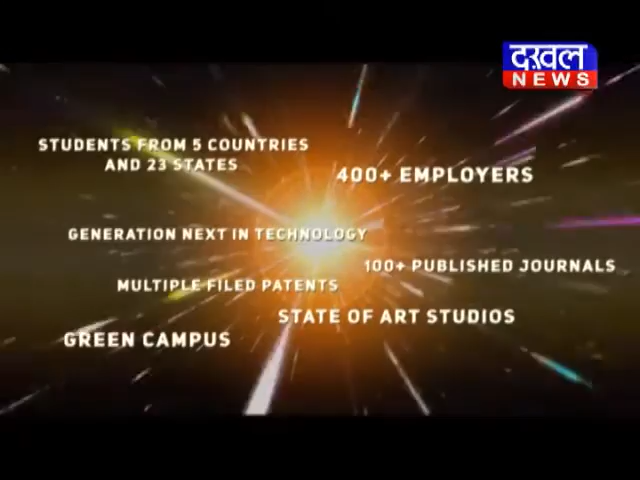 दख़ल
NEWS
STUDENTS FROM 5 COUNTRIES
AND 23 STATES
400+ EMPLOYERS
GENERATION NEXT IN TECHNOLOGY
100+ PUBLISHED JOURNALS
MULTIPLE FILED PATENTS
STATE OF ART STUDIOS
GREEN CAMPUS